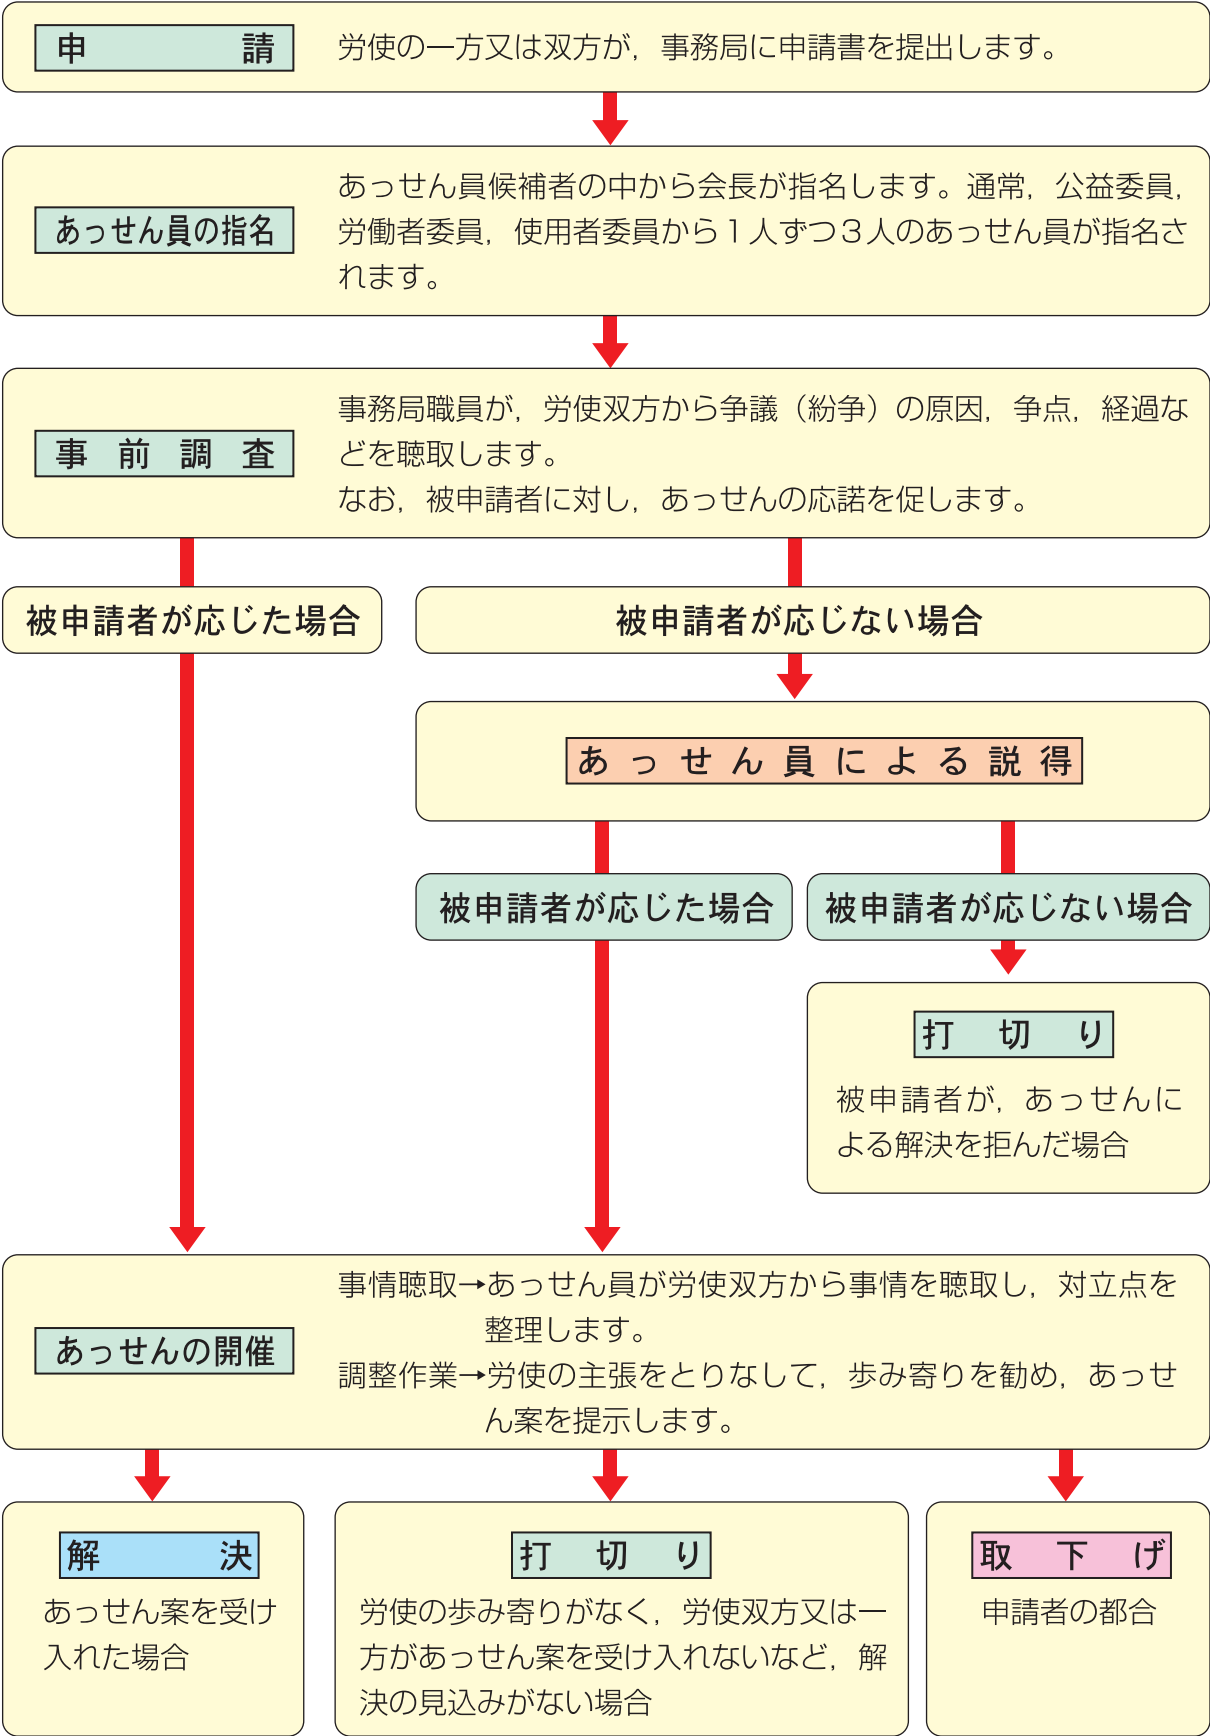 申請
労使の一方又は双方が，事務局に申請書を提出します。
あっせん員の指名
あっせん員候補者の中から会長が指名します。通常，公益委員，
労働者委員，使用者委員から１人ずつ３人のあっせん員が指名さ
れます。
事前調査
事務局職員が，労使双方から争議（紛争）の原因，争点，経過な
どを聴取します。
なお，被申請者に対し，あっせんの応諾を促します。
被申請者が応じた場合
被申請者が応じない場合
あっせん員による説得
被申請者が応じた場合
被申請者が応じない場合
打切り
被申請者が，あっせんに
よる解決を拒んだ場合
あっせんの開催
事情聴取→あっせん員が労使双方から事情を聴取し，対立点を
整理します。
調整作業→労使の主張をとりなして，歩み寄りを勧め，あっせ
ん案を提示します。
解決
あっせん案を受け
入れた場合
打切り
労使の歩み寄りがなく，労使双方又は一
方があっせん案を受け入れないなど，解
決の見込みがない場合
取下げ
申請者の都合